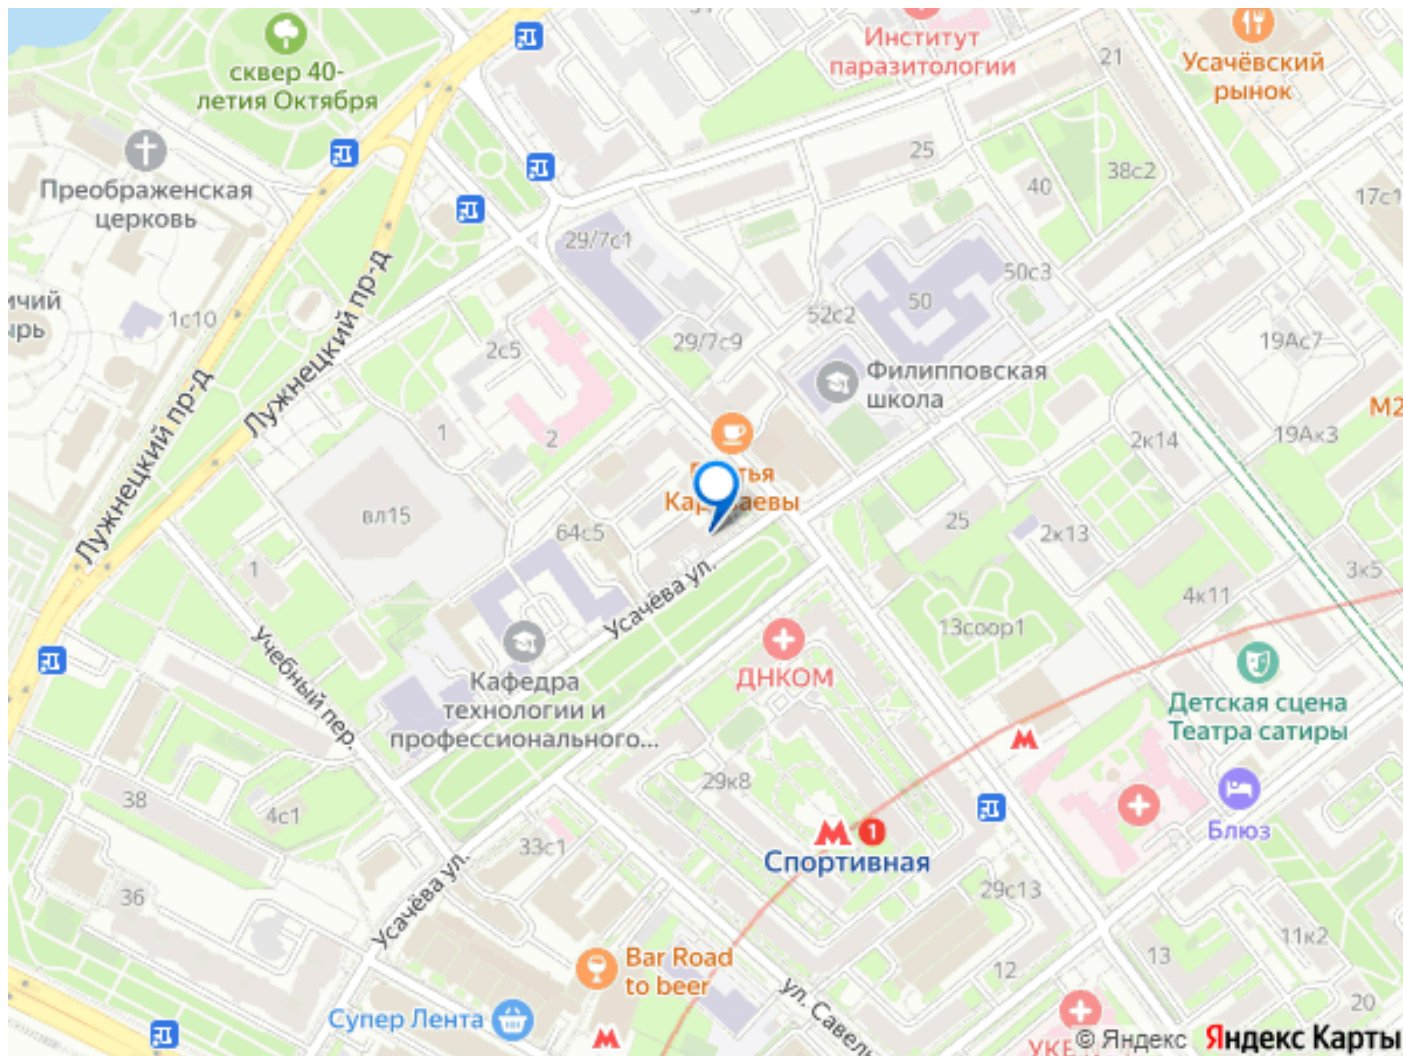 Институт
паразитологии
21
Усачёвский
рынок
сквер 40-
летия Октября
25
38с2
40
17с1
Преображенская
церковь
29/7с1
50с3
50
52с2
1с10
Лужнецкий пр-д
2с5
29/7с9
19Ас7
Филипповская
школа
1
2
2к14
19Ак3
Лужнецкий пр-д
вл15
64с5
25
2к13
3к5
1
Усачёва ул.
4к11
13соор1
Учебный пер.
ДНКОМ
Кафедра
технологии и
профессионального...
Детская сцена
Театра сатиры
29к8
38
4с1
1
Спортивная
Блюз
33с1
36
Усачёва ул.
29с13
11к2
13
12
Bar Road
to beer
20
Супер Лента
© Яндекс Яндекс Карты